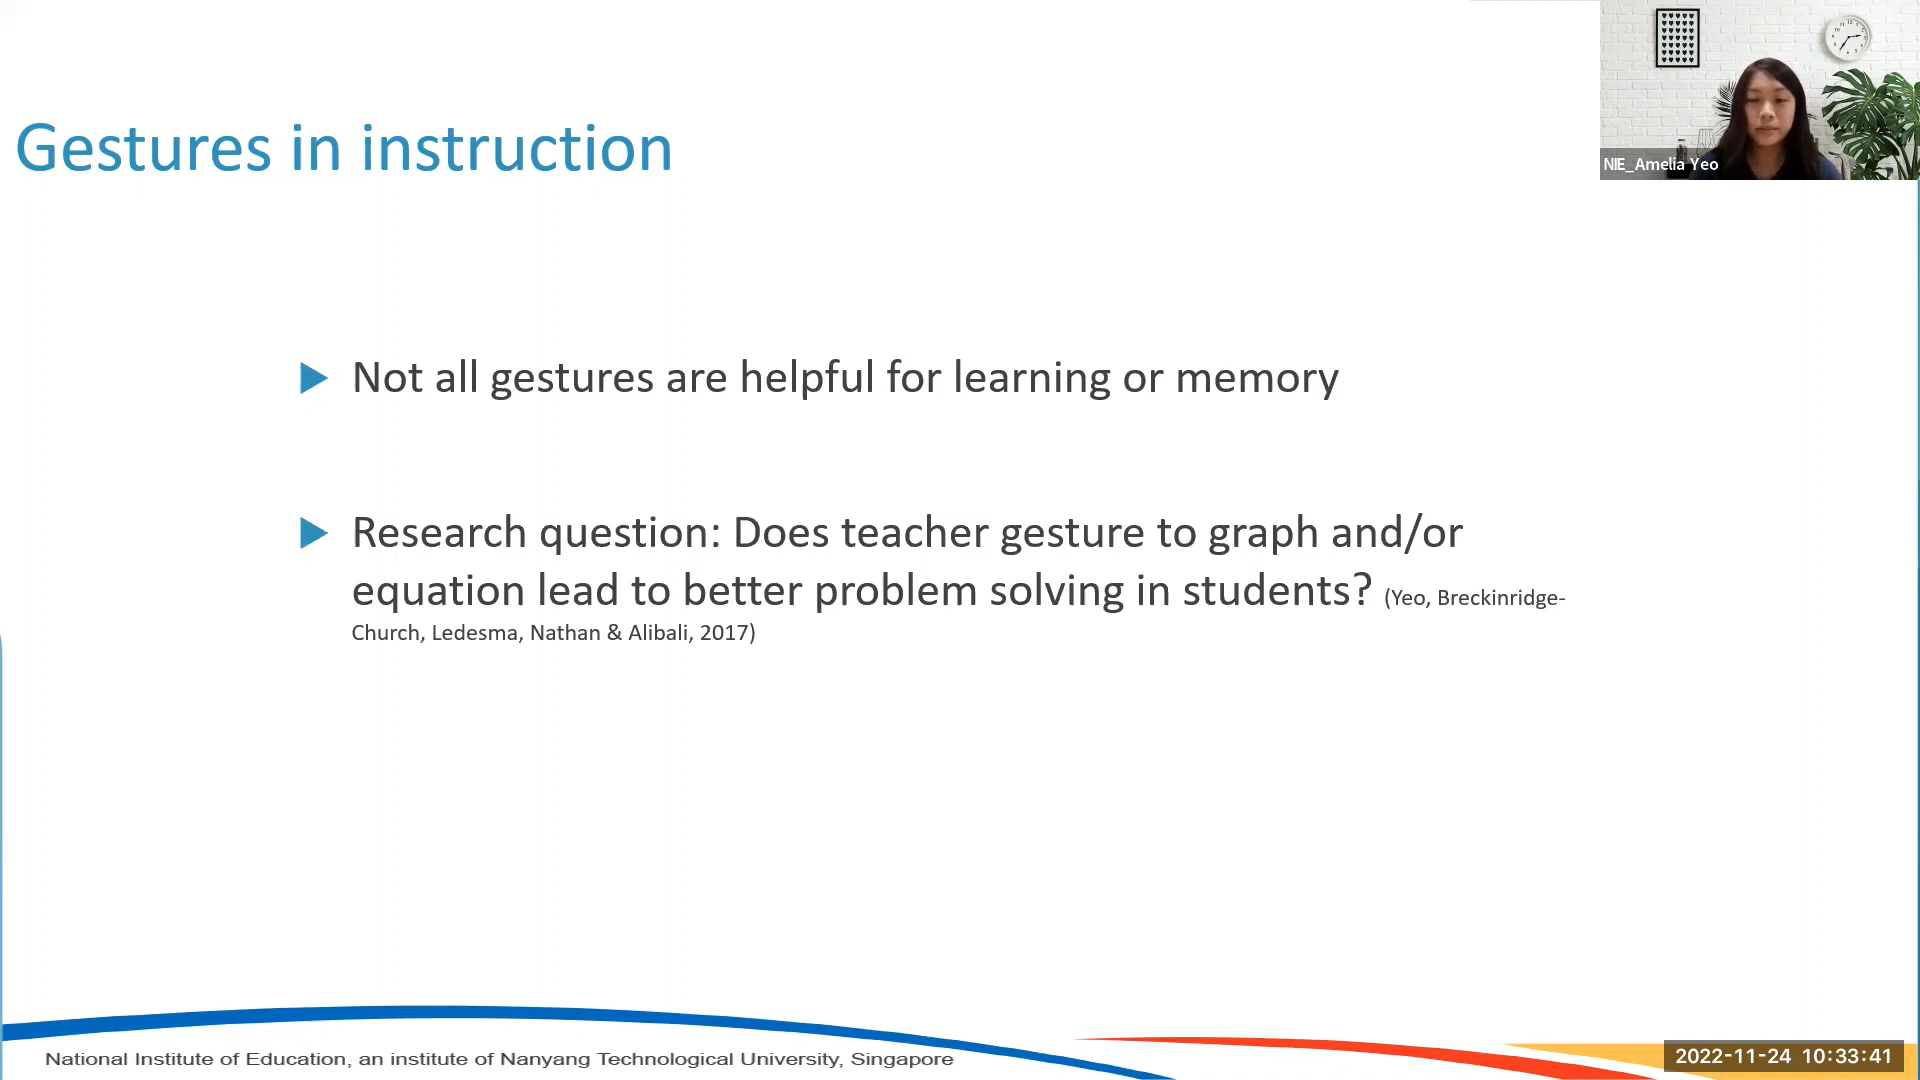 Gestures in instruction
NIE_Amelia Yeo
Not all gestures are helpful for learning or memory
Research question: Does teacher gesture to graph and/or
equation lead to better problem solving in students? (Yeo, Breckinridge-
Church, Ledesma, Nathan & Alibali, 2017)
National Institute of Education, an institute of Nanyang Technological University, Singapore
2022-11-24 10:33:41